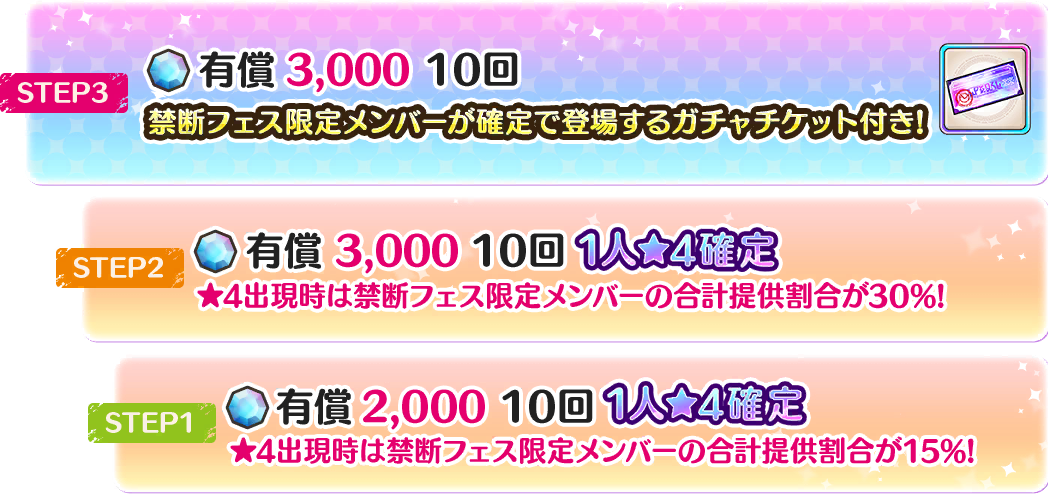 STEP3
有償 3,000 10回
禁断フェス限定メンバーが確定で登場するガチャチケット付き!
STEP2
有償 3,000 10回 1人★4確定
★4出現時は禁断フェス限定メンバーの合計提供割合が30%!
STEP1
有償 2,000 10回 1人★4確定
★4出現時は禁断フェス限定メンバーの合計提供割合が15%!